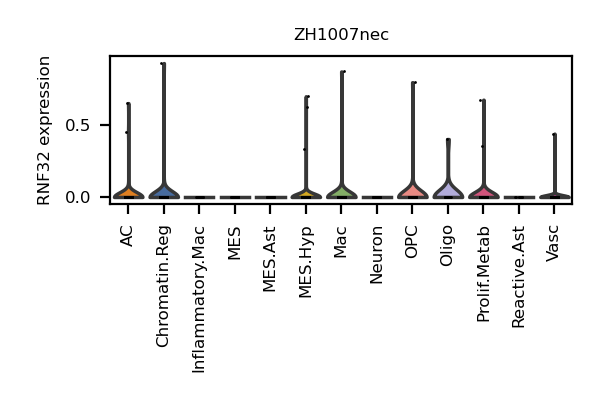 ZH1007nec
RNF32 expression
0.5
0.0
AC
Chromatin.Reg
Inflammatory.Mac
MES
MES.Ast
MES.Hyp
Mac
Neuron
OPC
Oligo
Prolif.Metab
Reactive.Ast
Vasc